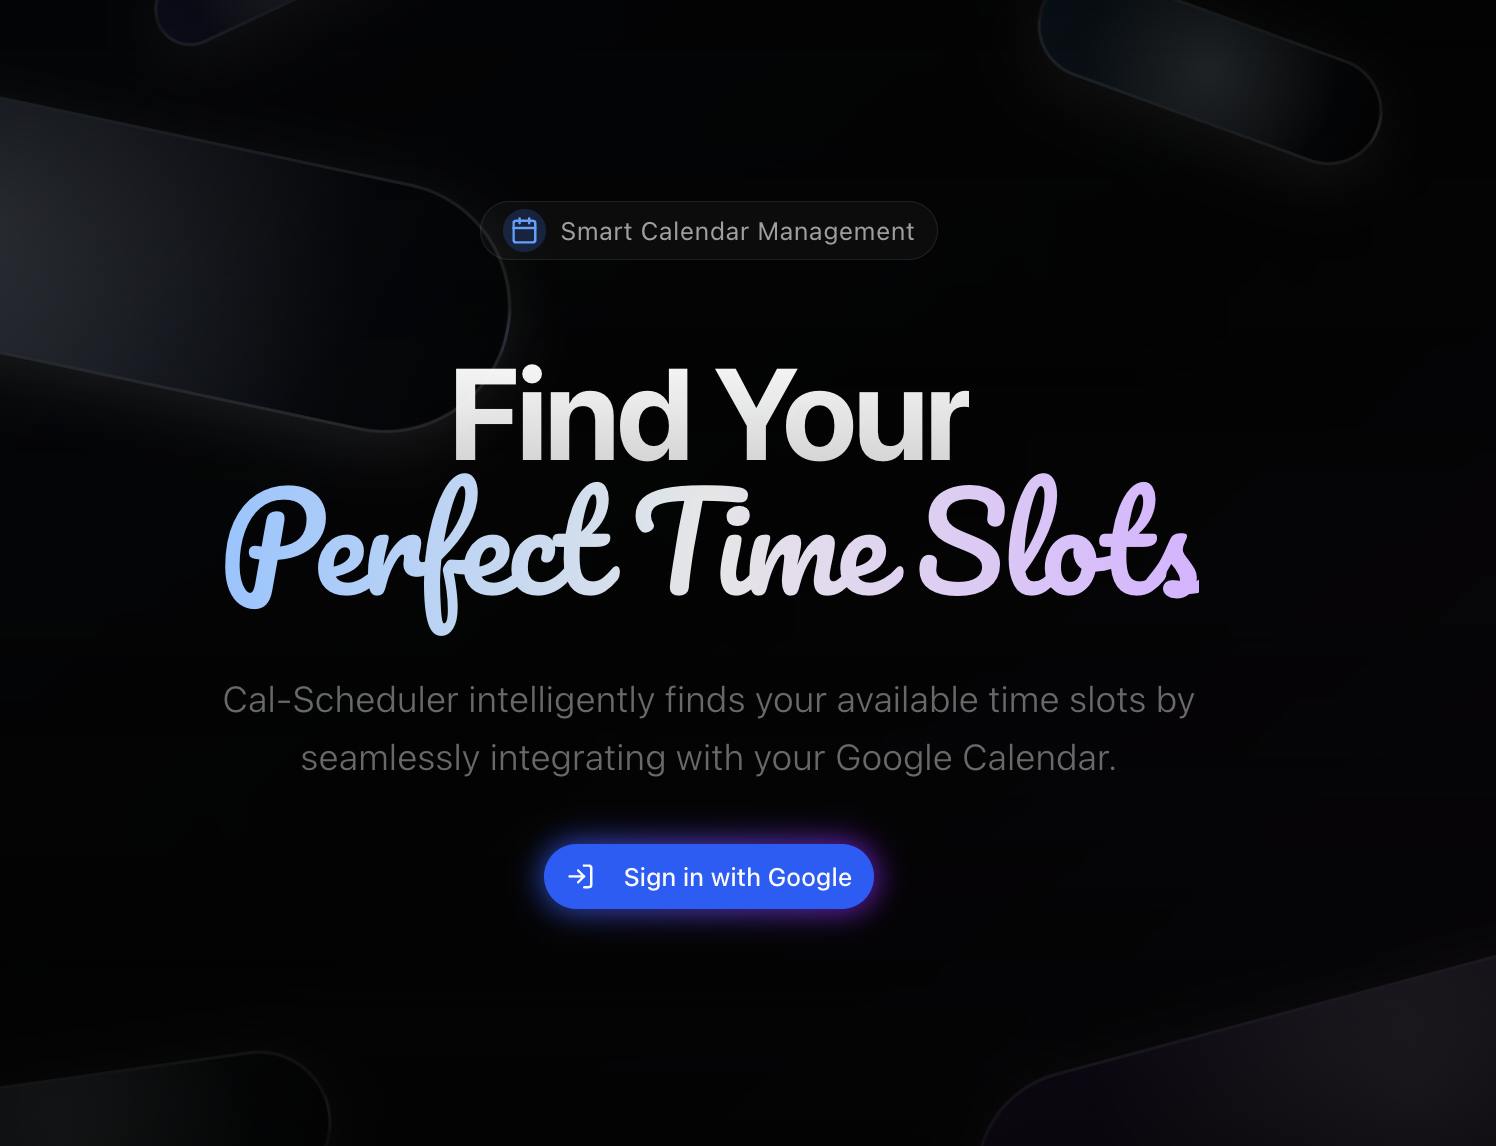 Smart Calendar Management
Find Your
Perfect Time Slots
Cal-Scheduler intelligently finds your available time slots by
seamlessly integrating with your Google Calendar.
Sign in with Google